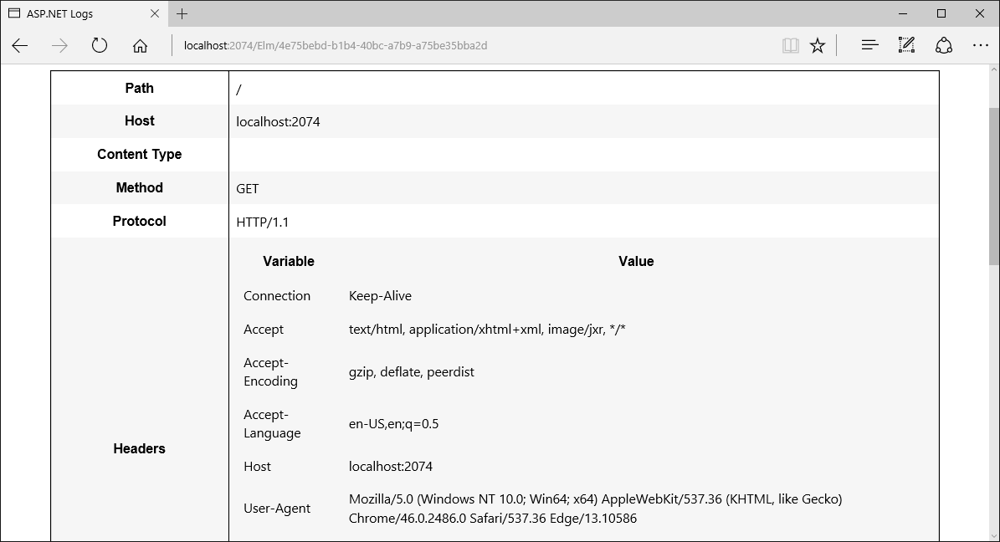 ASP.NET Logs
localhost:2074/Elm/4e75bebd-b1b4-40bc-a7b9-a75be35bba2d
Path /
Host localhost:2074
Content Type
Method GET
Protocol HTTP/1.1
Headers
Variable Value
Connection Keep-Alive
Accept text/html, application/xhtml+xml, image/jxr, */*
Accept-
Encoding
gzip, deflate, peerdist
Accept-
Language
en-US,en;q=0.5
Host localhost:2074
User-Agent
Mozilla/5.0 (Windows NT 10.0; Win64; x64) AppleWebKit/537.36 (KHTML, like Gecko)
Chrome/46.0.2486.0 Safari/537.36 Edge/13.10586